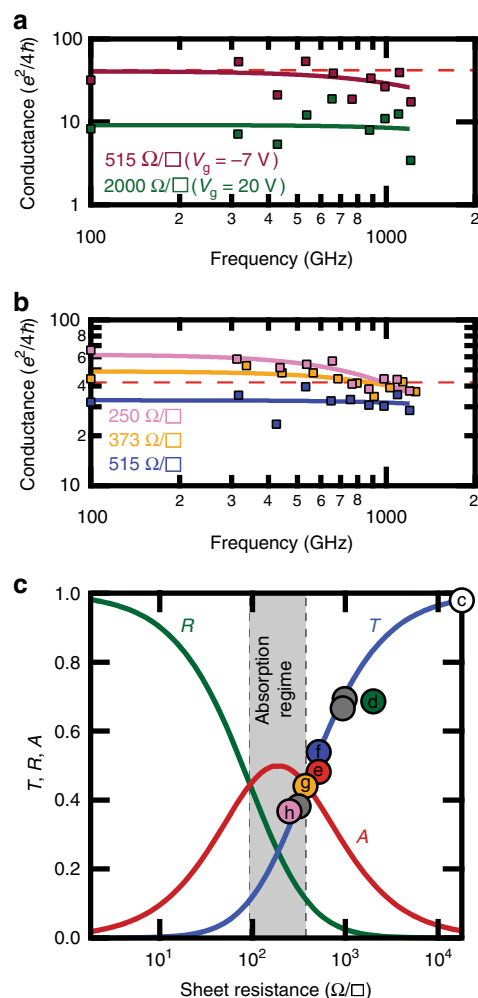 a
Conductance (e²/4ħ)
100
10
1
515 Ω/□ (Vg = –7 V)
2000 Ω/□ (Vg = 20 V)
100 2 3 4 5 6 7 8 1000 2
Frequency (GHz)
b
Conductance (e²/4ħ)
100
8
6
4
2
10
250 Ω/□
373 Ω/□
515 Ω/□
100 2 3 4 5 6 7 8 1000 2
Frequency (GHz)
c
T, R, A
1.0
0.8
0.6
0.4
0.2
0.0
R
Absorption
regime
T
A
c
d
f
e
g
h
10¹ 10² 10³ 10⁴
Sheet resistance (Ω/□)